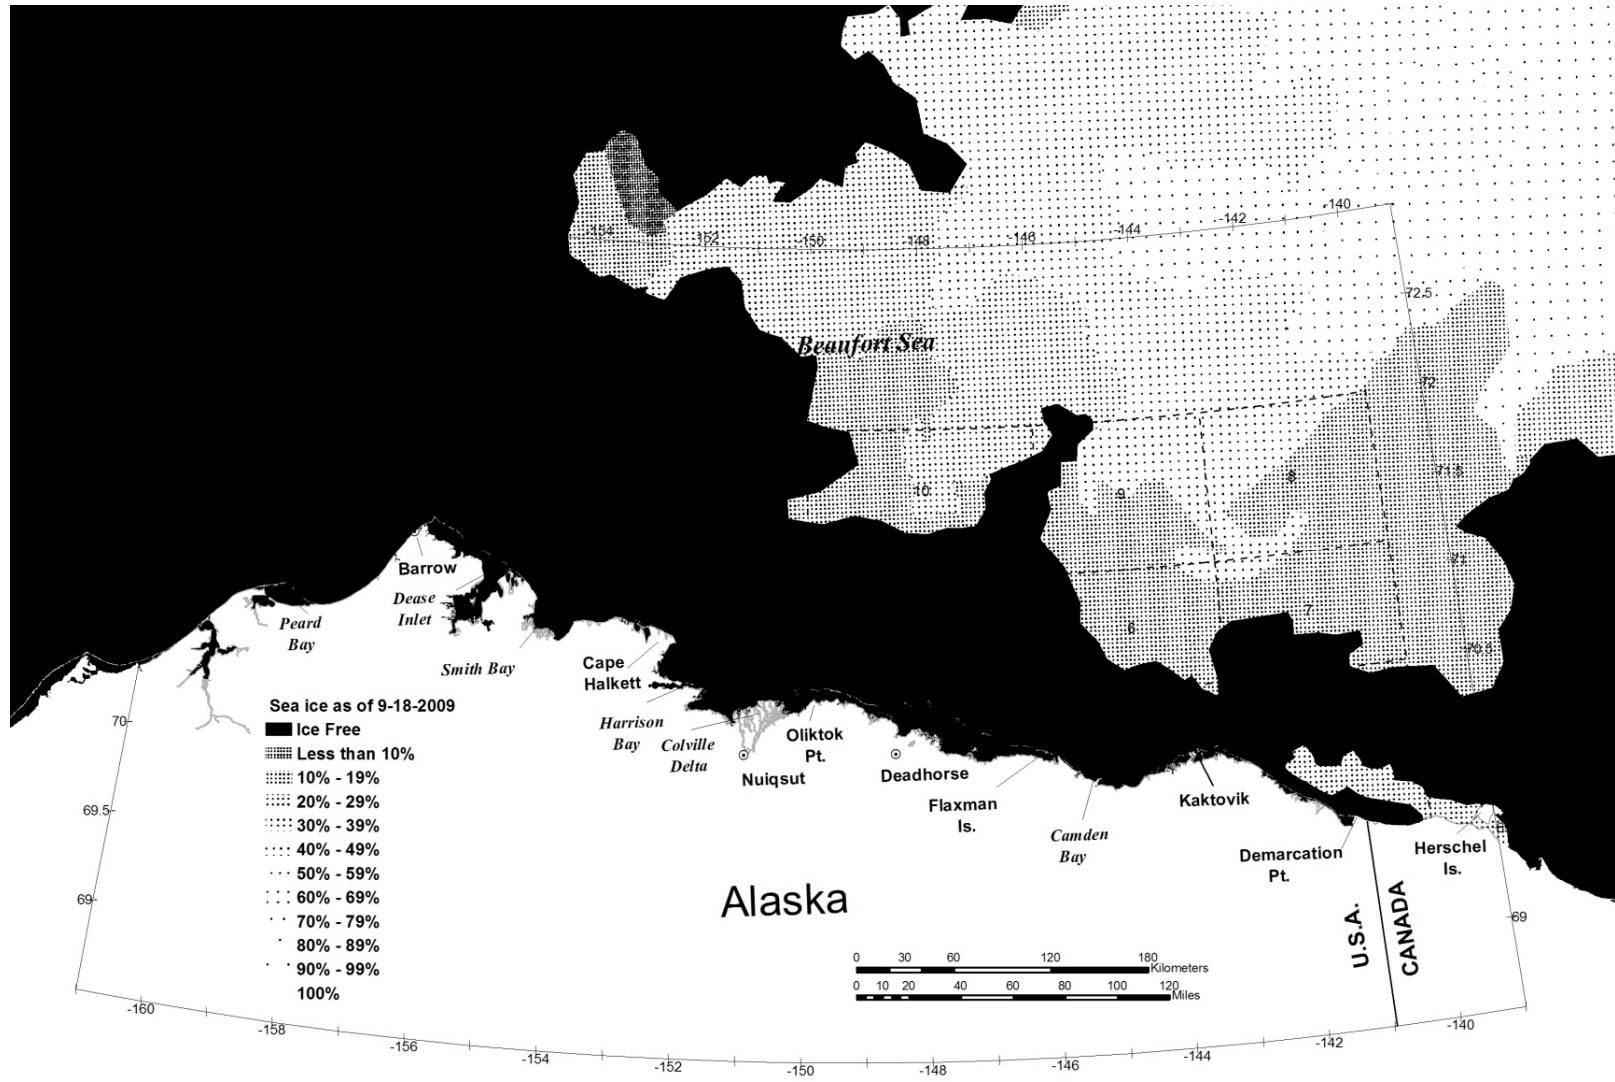 -140
-142
-144
-146
-148
-150
152
-154
-72.5
Beaufort Sea
72
71.5
8
9
10
71
7
6
70.5
Barrow
Dease
Inlet
Peard
Bay
Smith Bay
Cape
Halkett
Harrison
Bay
Colville
Delta
Nuiqsut
Oliktok
Pt.
Deadhorse
Flaxman
Is.
Camden
Bay
Kaktovik
Demarcation
Pt.
Herschel
Is.
Sea ice as of 9-18-2009
Ice Free
Less than 10%
10% - 19%
20% - 29%
30% - 39%
40% - 49%
50% - 59%
60% - 69%
70% - 79%
80% - 89%
90% - 99%
100%
70
69.5
69
Alaska
U.S.A.
CANADA
69
0 30 60 120 180
Kilometers
0 10 20 40 60 80 100 120
Miles
-160
-158
-156
-154
-152
-150
-148
-146
-144
-142
-140